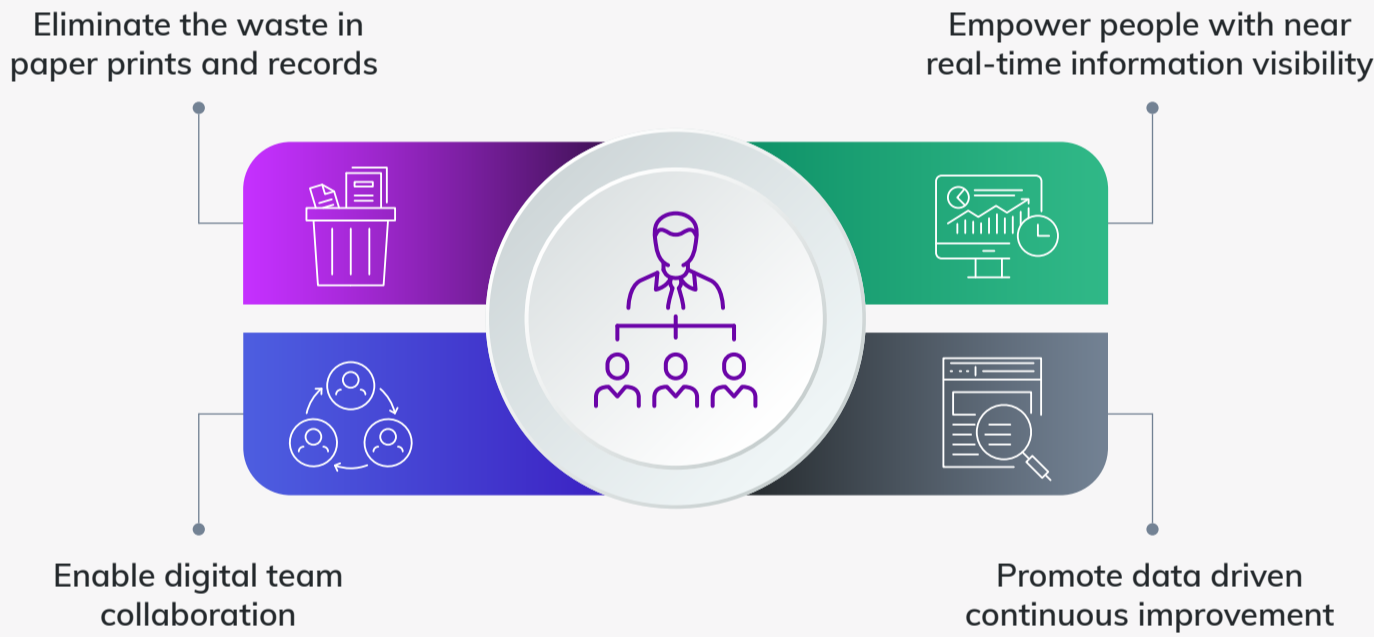 Eliminate the waste in
paper prints and records
Empower people with near
real-time information visibility
Enable digital team
collaboration
Promote data driven
continuous improvement